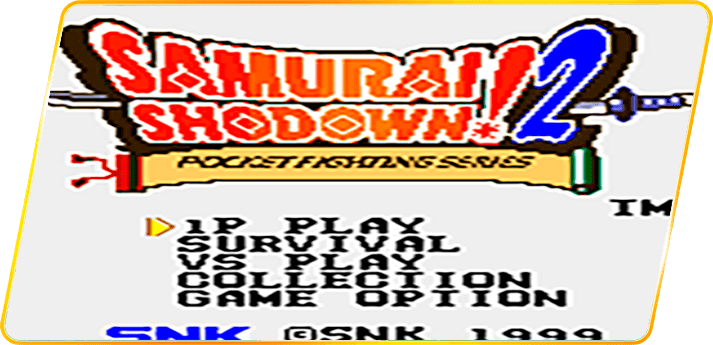 SAMURAI
SHODOWN! 2
POCKET FIGHTING SERIES
TM
1P PLAY
SURVIVAL
VS PLAY
COLLECTION
GAME OPTION
SNK ©SNK 1999